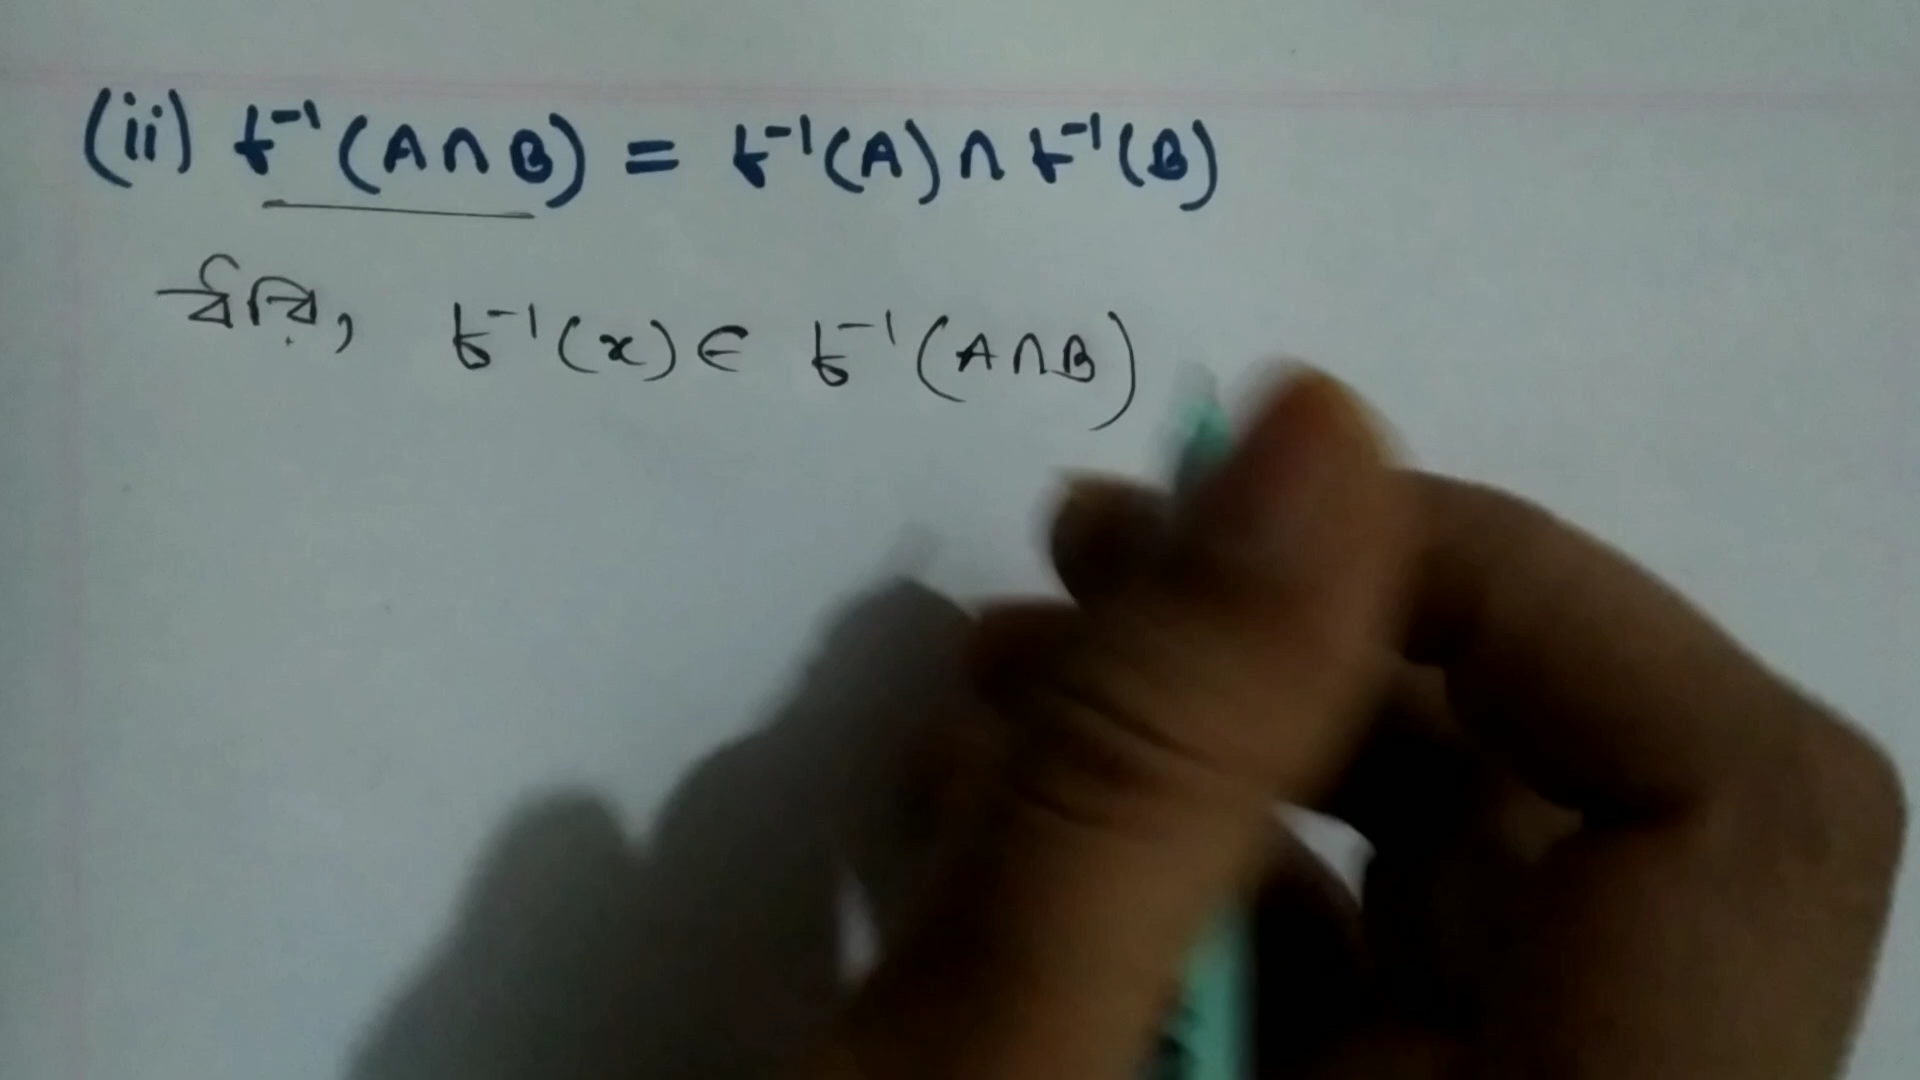 (ii) f⁻¹(A∩B) = f⁻¹(A)∩f⁻¹(B)
ধরি, f⁻¹(x)∈ f⁻¹(A∩B)